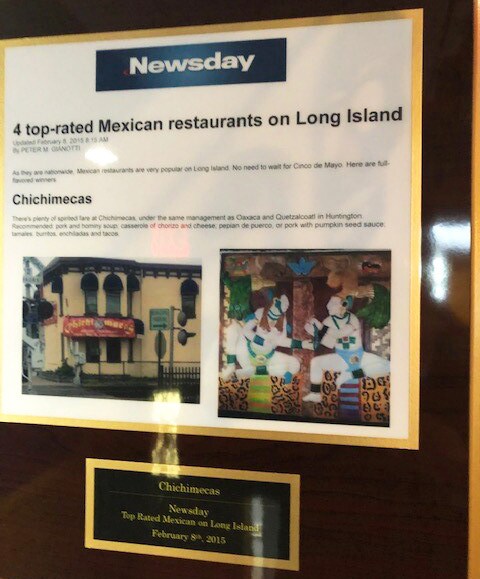 Newsday
4 top-rated Mexican restaurants on Long Island
Updated February 8, 2015 8:15 AM
By PETER M. GIANOTTI
As they are nationwide, Mexican restaurants are very popular on Long Island. No need to wait for Cinco de Mayo. Here are full-
flavored winners.
Chichimecas
There's plenty of spirited fare at Chichimecas, under the same management as Oaxaca and Quetzalcoatl in Huntington.
Recommended: pork and hominy soup; casserole of chorizo and cheese; pepian de puerco, or pork with pumpkin seed sauce;
tamales, burritos, enchiladas and tacos.
Chichimecas
Chichimecas
Newsday
Top Rated Mexican on Long Island
February 8th, 2015